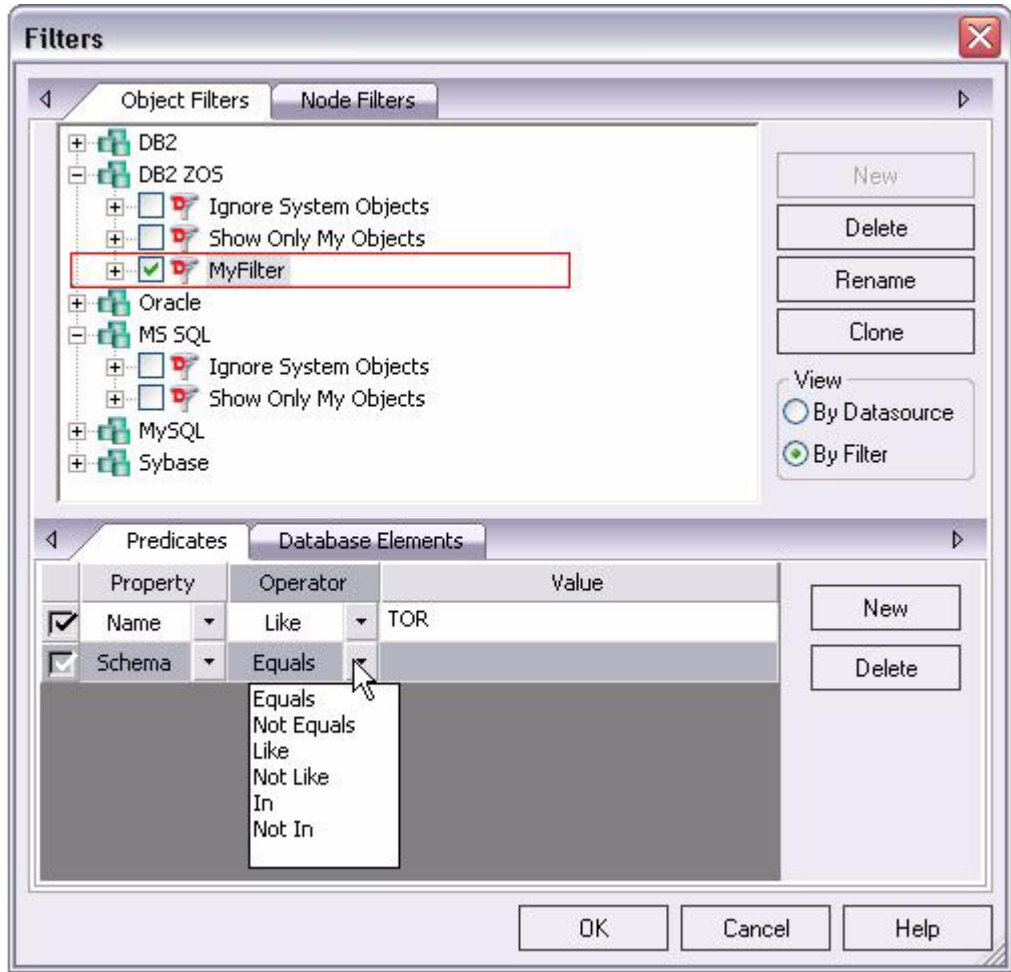 Filters
Object Filters Node Filters
DB2
DB2 ZOS
Ignore System Objects
Show Only My Objects
MyFilter
Oracle
MS SQL
Ignore System Objects
Show Only My Objects
MySQL
Sybase
New
Delete
Rename
Clone
View
By Datasource
By Filter
Predicates Database Elements
Property Operator Value
Name Like TOR
Schema Equals
Equals
Not Equals
Like
Not Like
In
Not In
New
Delete
OK Cancel Help